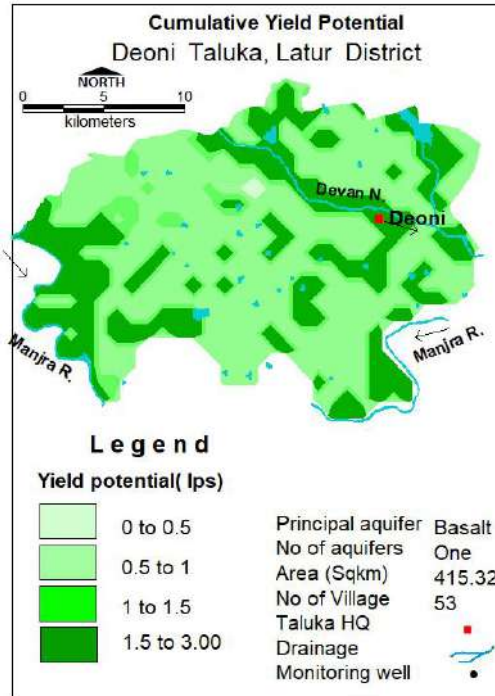 Cumulative Yield Potential
Deoni Taluka, Latur District
NORTH
0 5 10
kilometers
Devan N.
Deoni
Manjra R.
Manjra R.
Legend
Yield potential( lps)
0 to 0.5
0.5 to 1
1 to 1.5
1.5 to 3.00
Principal aquifer Basalt
No of aquifers One
Area (Sqkm) 415.32
No of Village 53
Taluka HQ
Drainage
Monitoring well